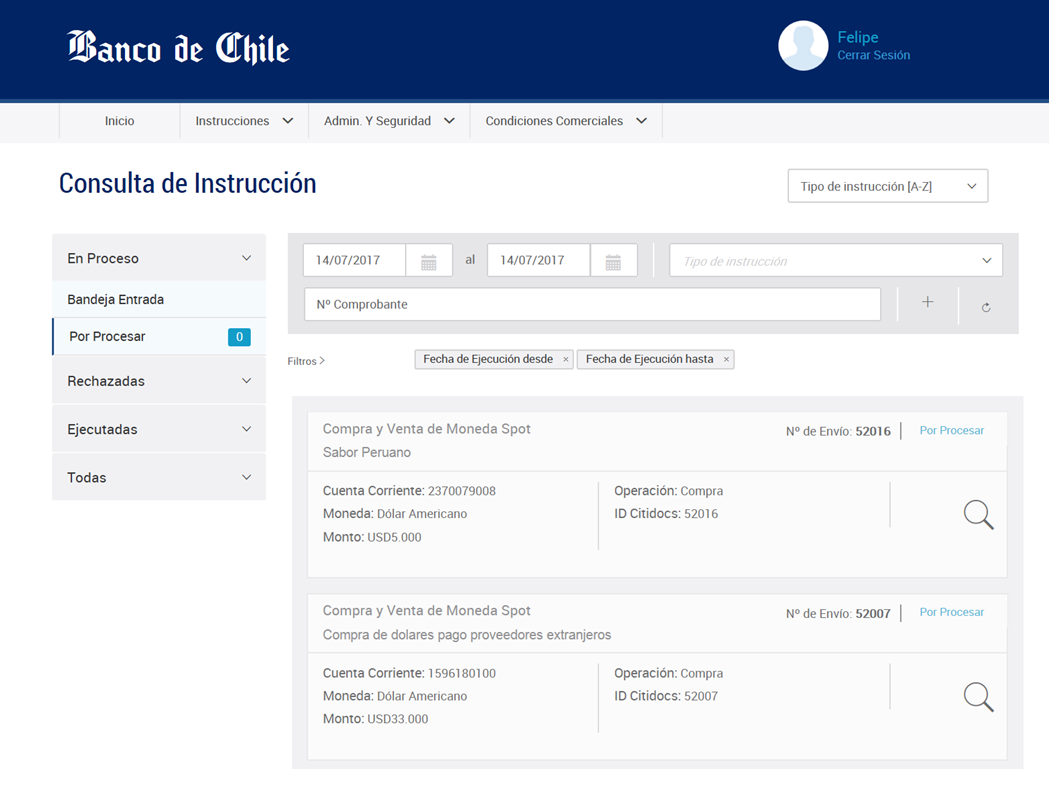 Banco de Chile
Felipe
Cerrar Sesión
Inicio
Instrucciones
Admin. Y Seguridad
Condiciones Comerciales
Consulta de Instrucción
Tipo de instrucción [A-Z]
En Proceso
Bandeja Entrada
Por Procesar 0
Rechazadas
Ejecutadas
Todas
14/07/2017 al 14/07/2017 Tipo de instrucción
Nº Comprobante
Filtros > Fecha de Ejecución desde × Fecha de Ejecución hasta ×
Compra y Venta de Moneda Spot
Nº de Envío: 52016 | Por Procesar
Sabor Peruano
Cuenta Corriente: 2370079008
Moneda: Dólar Americano
Monto: USD5.000
Operación: Compra
ID Citidocs: 52016
Compra y Venta de Moneda Spot
Nº de Envío: 52007 | Por Procesar
Compra de dolares pago proveedores extranjeros
Cuenta Corriente: 1596180100
Moneda: Dólar Americano
Monto: USD33.000
Operación: Compra
ID Citidocs: 52007